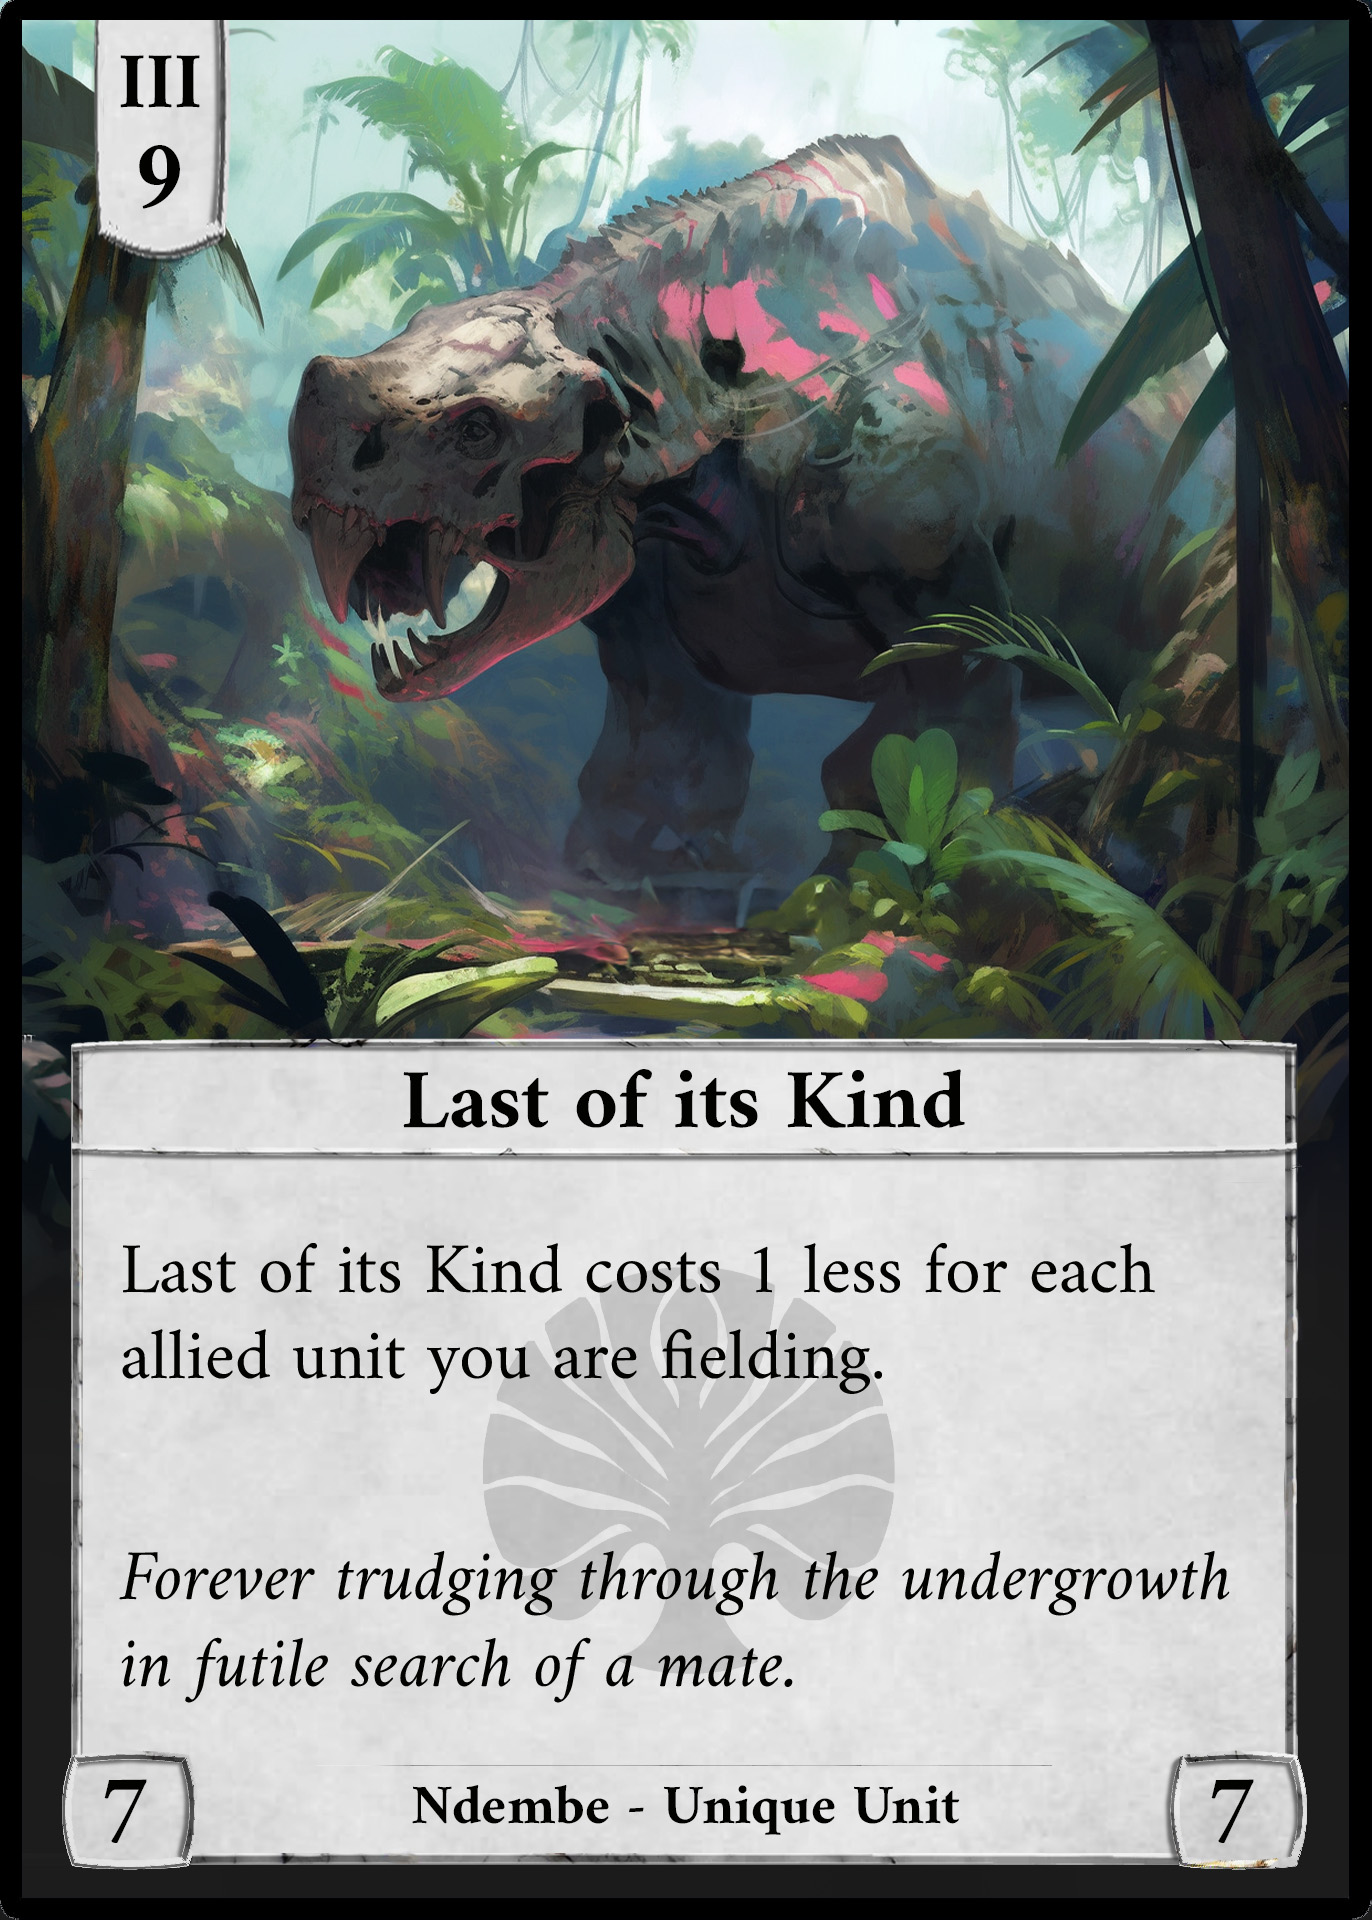 III
9
Last of its Kind
Last of its Kind costs 1 less for each
allied unit you are fielding.
Forever trudging through the undergrowth
in futile search of a mate.
7
Ndembe - Unique Unit
7